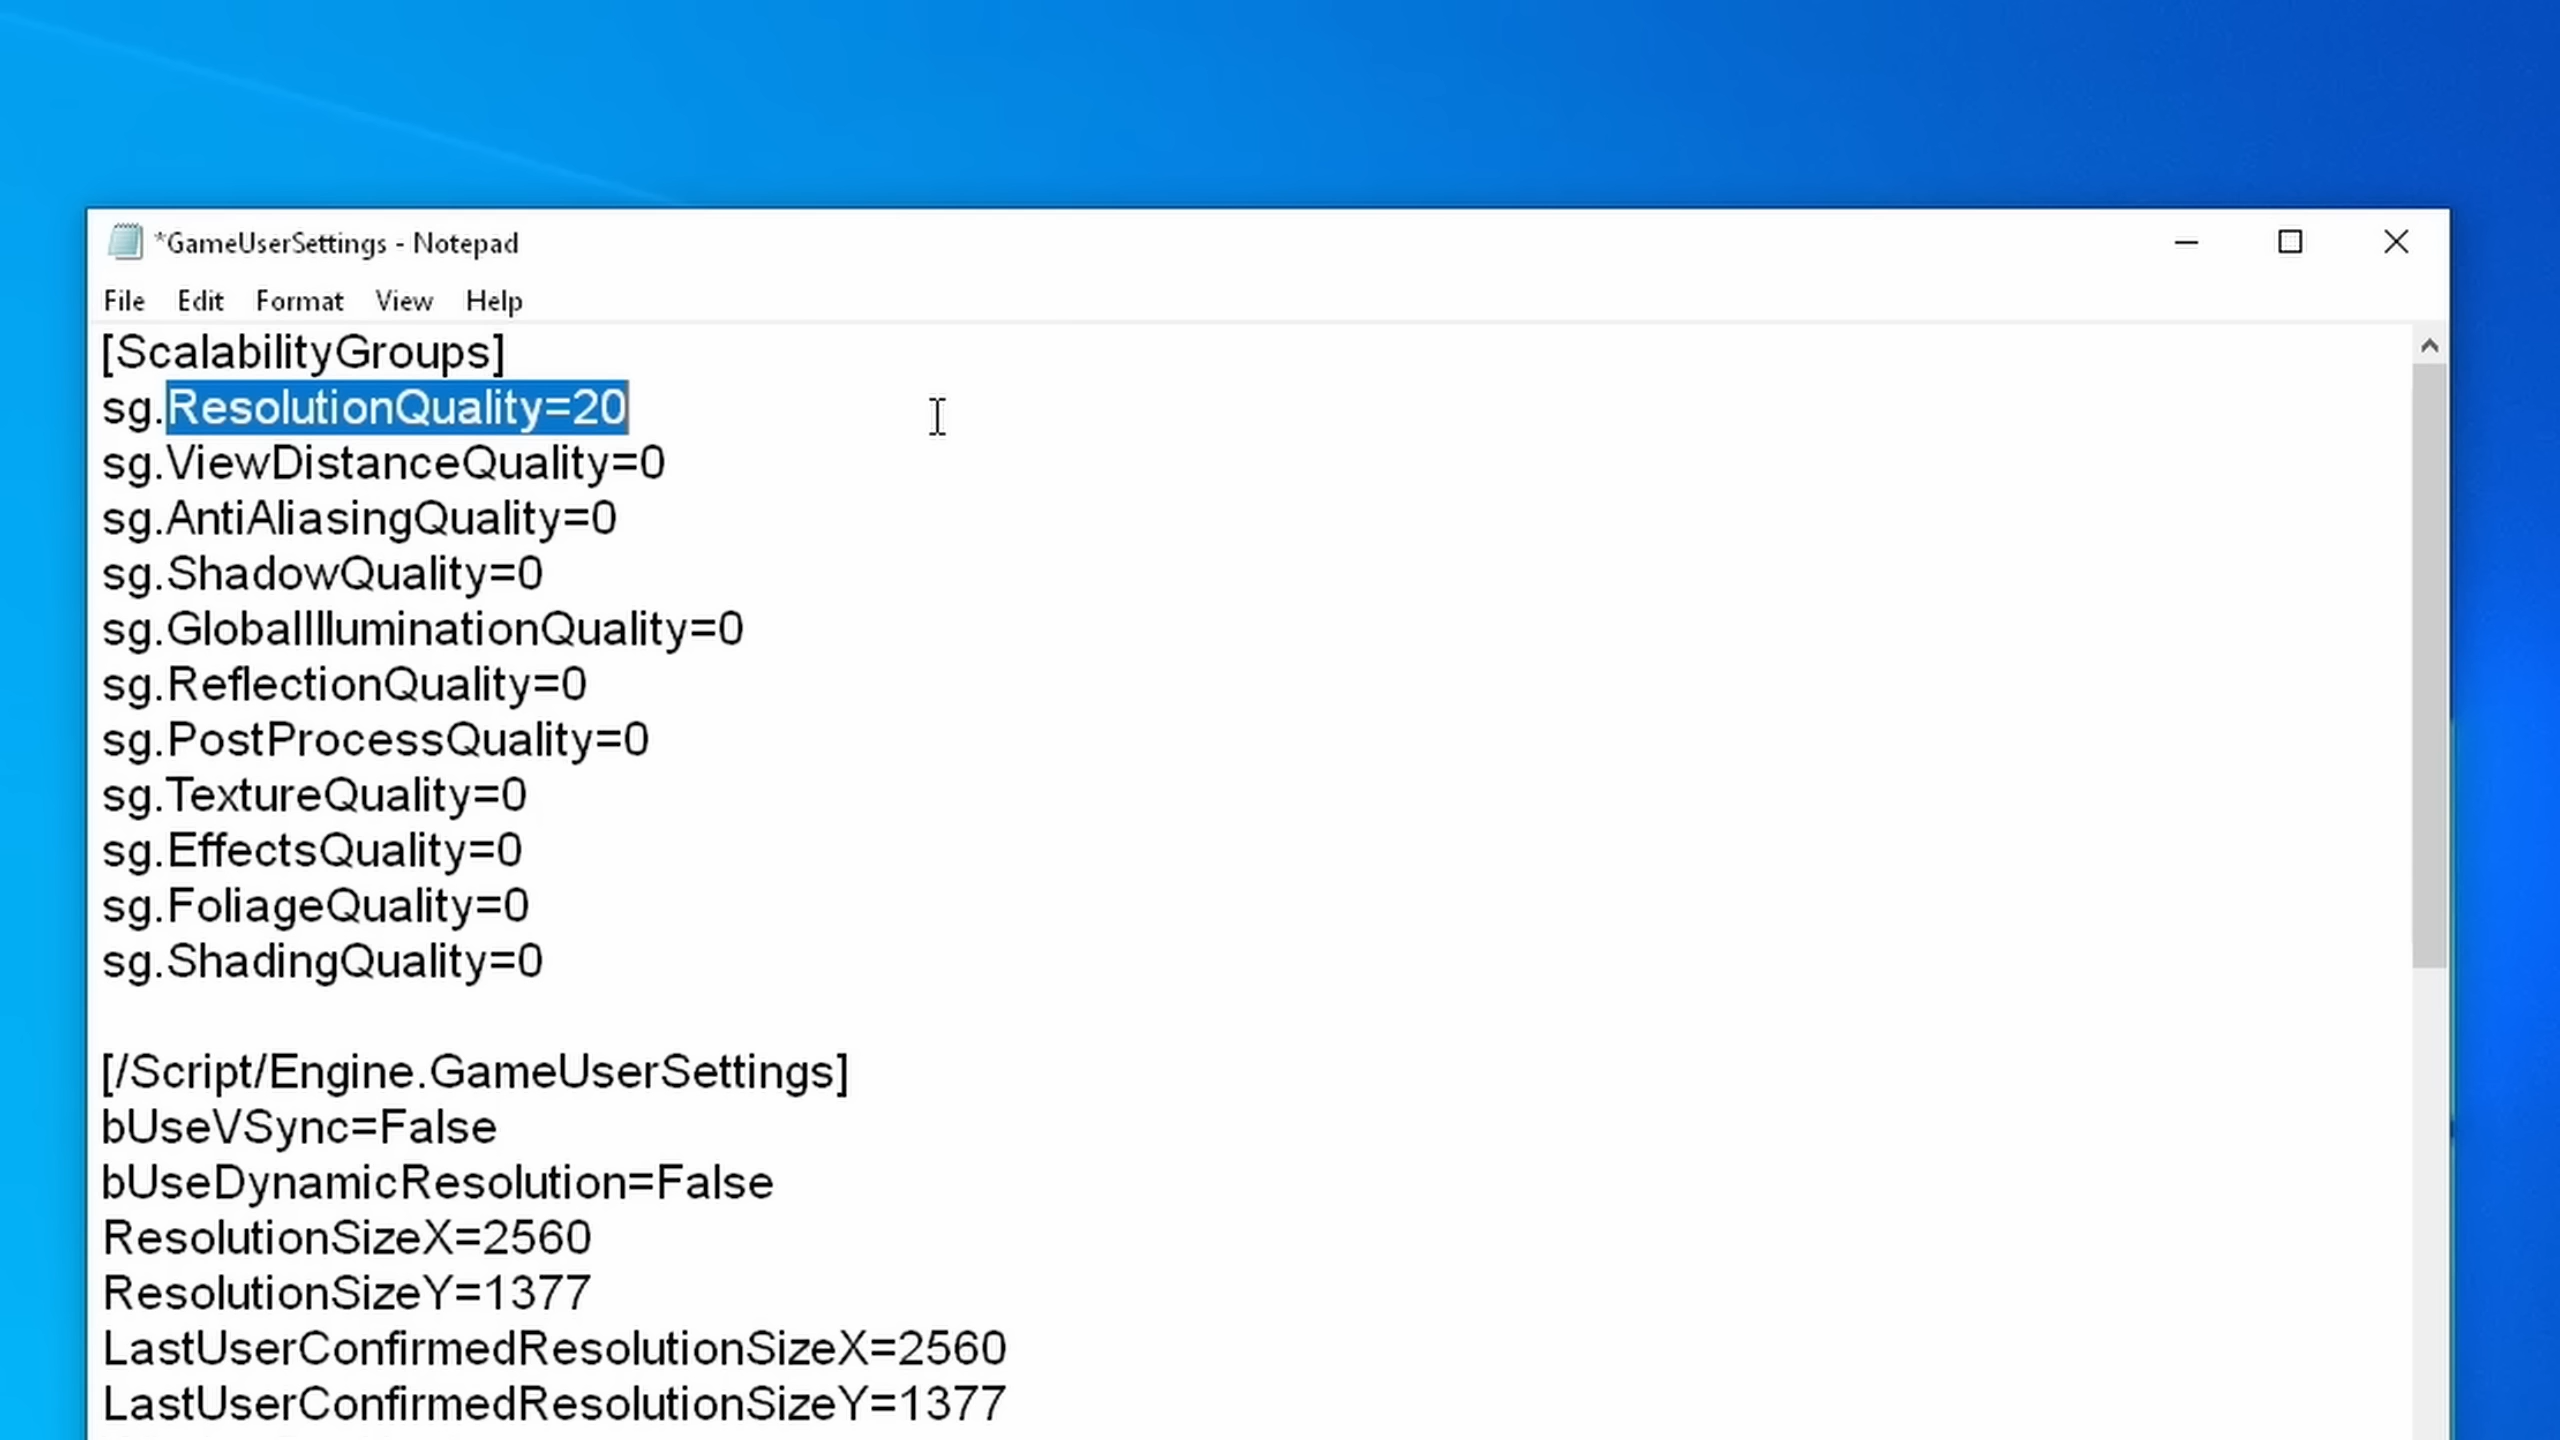 *GameUserSettings - Notepad
File Edit Format View Help
[ScalabilityGroups]
sg.ResolutionQuality=20
sg.ViewDistanceQuality=0
sg.AntiAliasingQuality=0
sg.ShadowQuality=0
sg.GlobalIlluminationQuality=0
sg.ReflectionQuality=0
sg.PostProcessQuality=0
sg.TextureQuality=0
sg.EffectsQuality=0
sg.FoliageQuality=0
sg.ShadingQuality=0
[/Script/Engine.GameUserSettings]
bUseVSync=False
bUseDynamicResolution=False
ResolutionSizeX=2560
ResolutionSizeY=1377
LastUserConfirmedResolutionSizeX=2560
LastUserConfirmedResolutionSizeY=1377